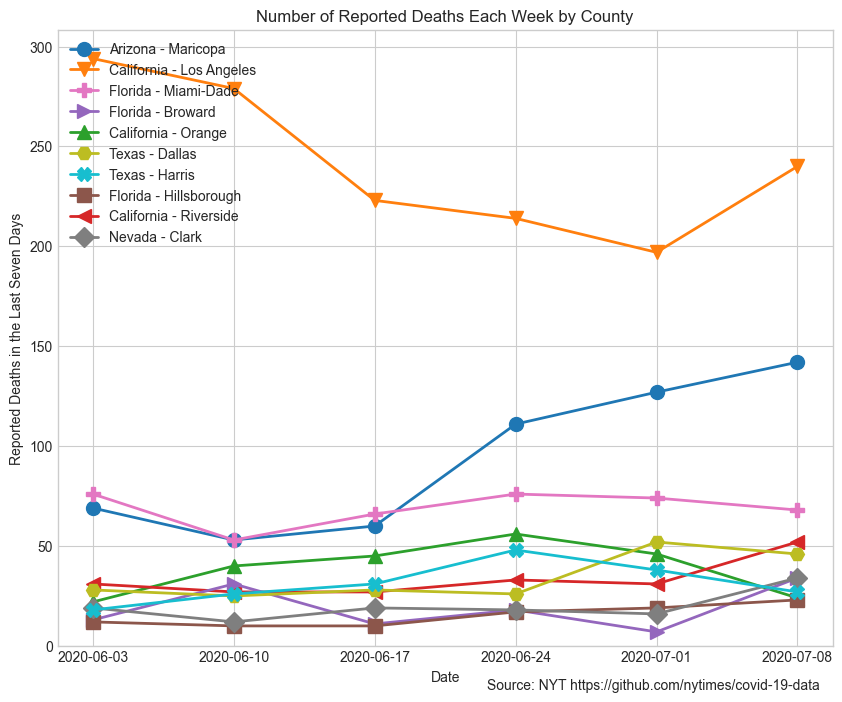 Number of Reported Deaths Each Week by County
300
250
200
150
100
50
0
Reported Deaths in the Last Seven Days
Arizona - Maricopa
California - Los Angeles
Florida - Miami-Dade
Florida - Broward
California - Orange
Texas - Dallas
Texas - Harris
Florida - Hillsborough
California - Riverside
Nevada - Clark
2020-06-03 2020-06-10 2020-06-17 2020-06-24 2020-07-01 2020-07-08
Date
Source: NYT https://github.com/nytimes/covid-19-data